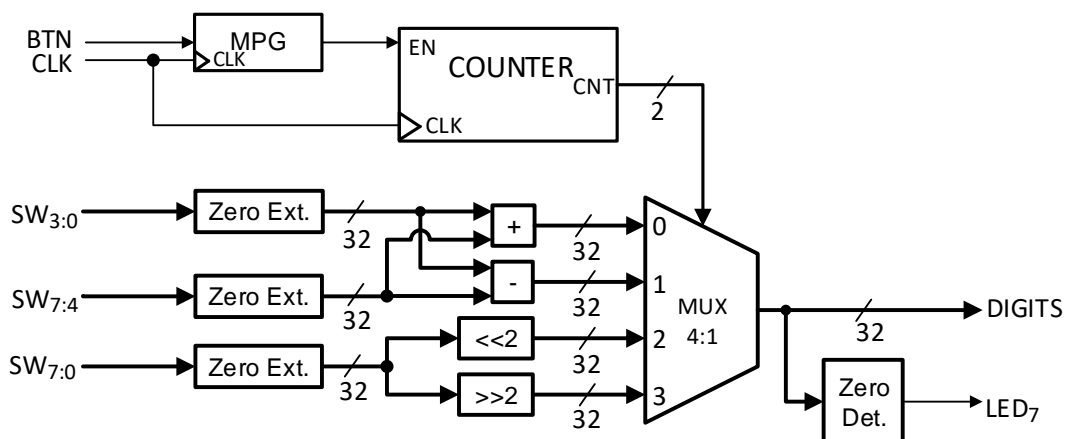 BTN
CLK
MPG
CLK
EN
COUNTER
CNT
CLK
2
SW3:0
Zero Ext.
32
+
32
0
SW7:4
Zero Ext.
32
-
32
1
MUX
4:1
SW7:0
Zero Ext.
32
<<2
32
2
>>2
32
3
32
DIGITS
Zero
Det.
LED7